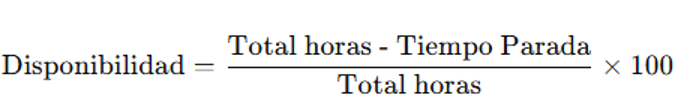 Disponibilidad = Total horas - Tiempo Parada / Total horas × 100